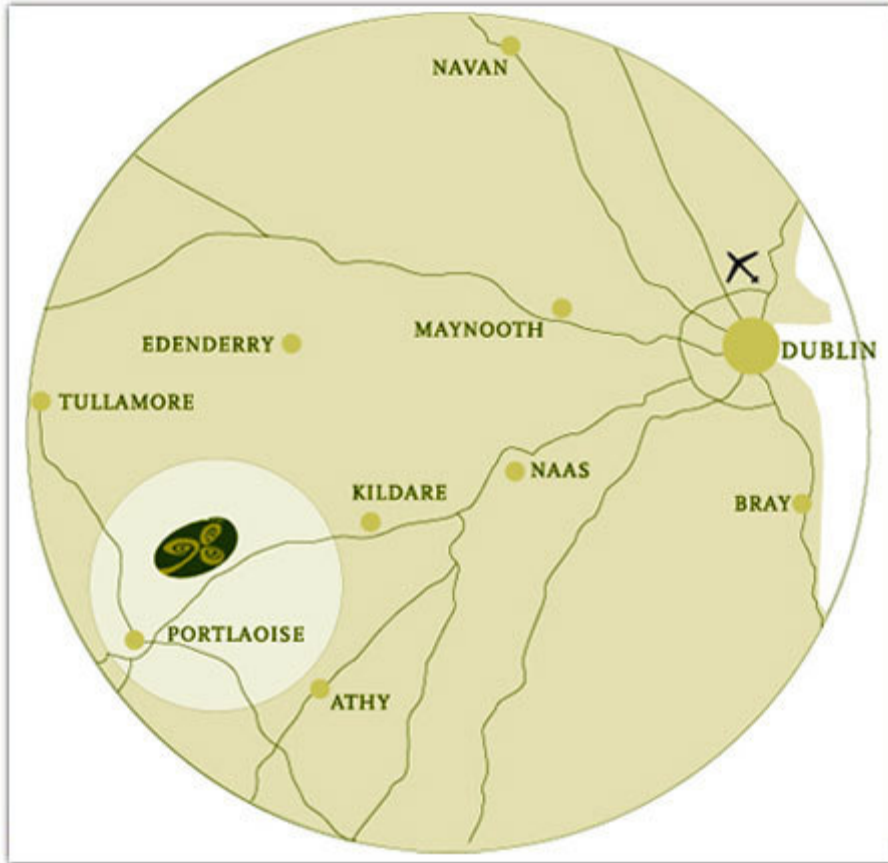 NAVAN
MAYNOOTH
EDENDERRY
DUBLIN
TULLAMORE
NAAS
KILDARE
BRAY
PORTLAOISE
ATHY